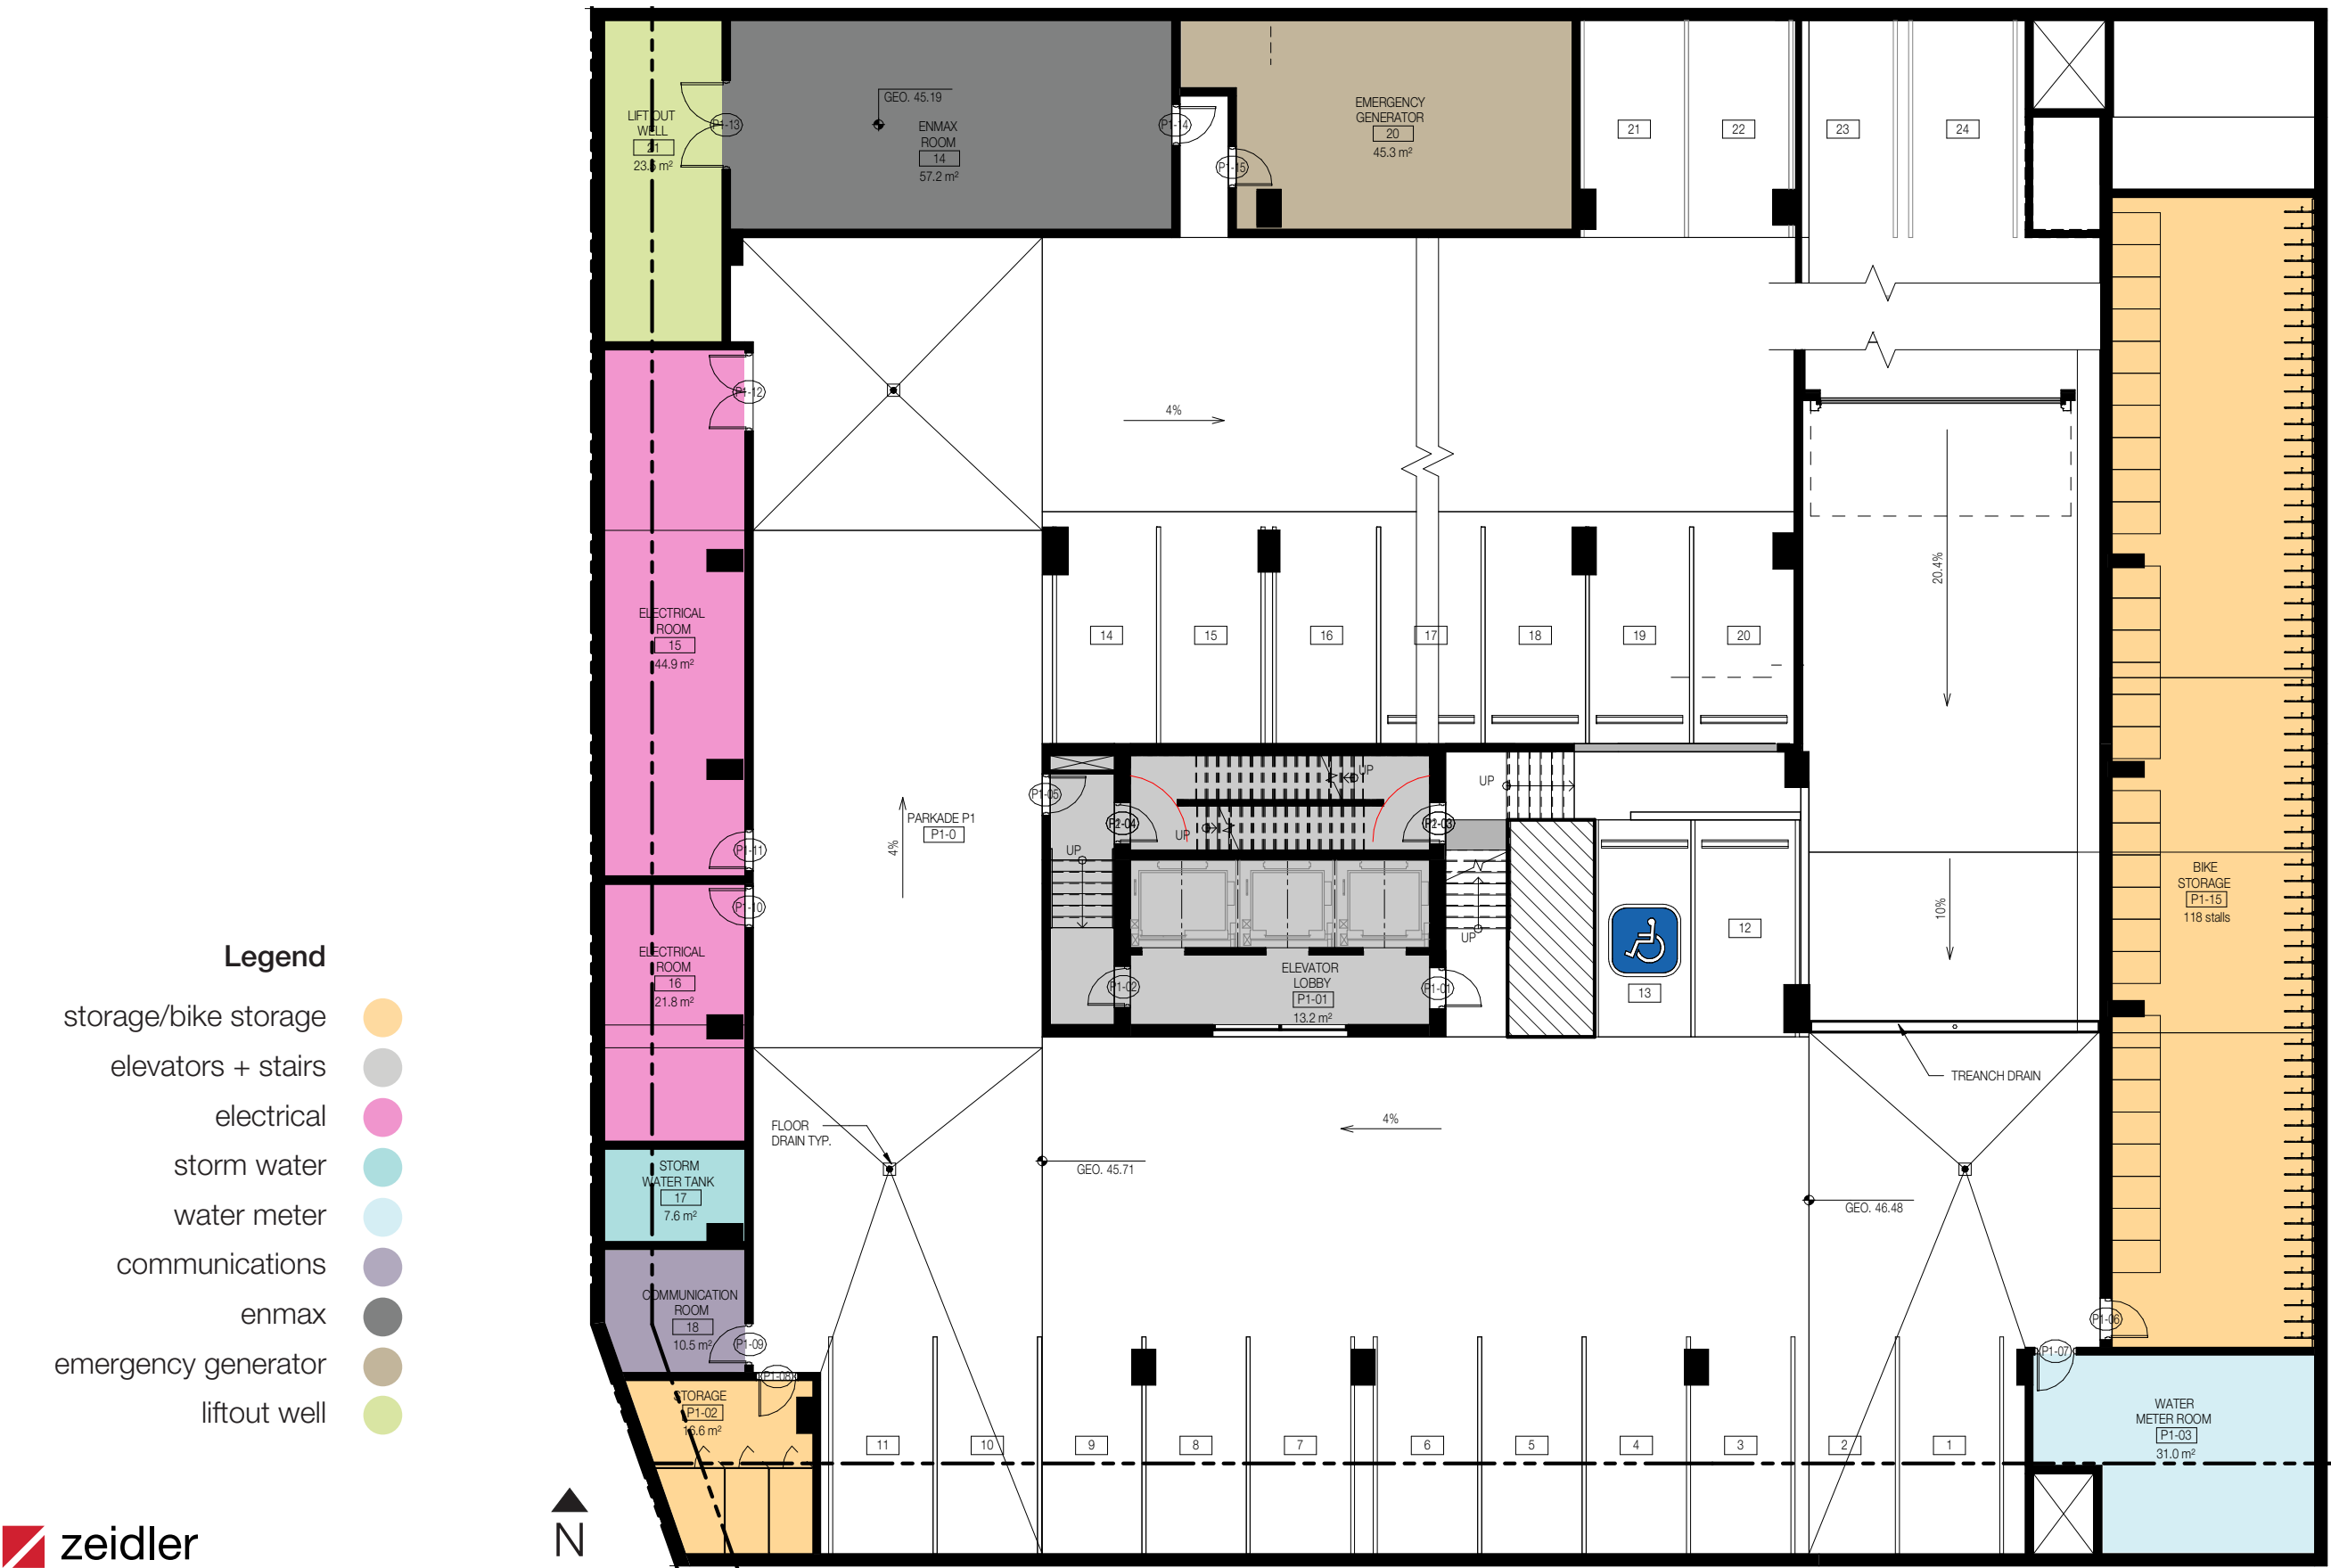 GEO. 45.19
LIFT OUT
WELL
21
23.5 m²
P1-13
ENMAX
ROOM
14
57.2 m²
P1-14
P1-15
EMERGENCY
GENERATOR
20
45.3 m²
21
22
23
24
P1-12
4%
20.4%
ELECTRICAL
ROOM
15
44.9 m²
14
15
16
17
18
19
20
P1-05
UP
UP
PARKADE P1
P1-0
4%
P2-04
UP
P2-03
P1-11
UP
P1-10
BIKE
STORAGE
P1-15
118 stalls
10%
12
UP
ELECTRICAL
ROOM
16
21.8 m²
P1-02
ELEVATOR
LOBBY
P1-01
13.2 m²
P1-01
13
TREANCH DRAIN
FLOOR
DRAIN TYP.
4%
GEO. 45.71
GEO. 46.48
STORM
WATER TANK
17
7.6 m²
COMMUNICATION
ROOM
18
10.5 m²
P1-09
P1-08
P1-06
P1-07
STORAGE
P1-02
16.6 m²
11
10
9
8
7
6
5
4
3
2
1
WATER
METER ROOM
P1-03
31.0 m²
Legend
storage/bike storage
elevators + stairs
electrical
storm water
water meter
communications
enmax
emergency generator
liftout well
N
zeidler